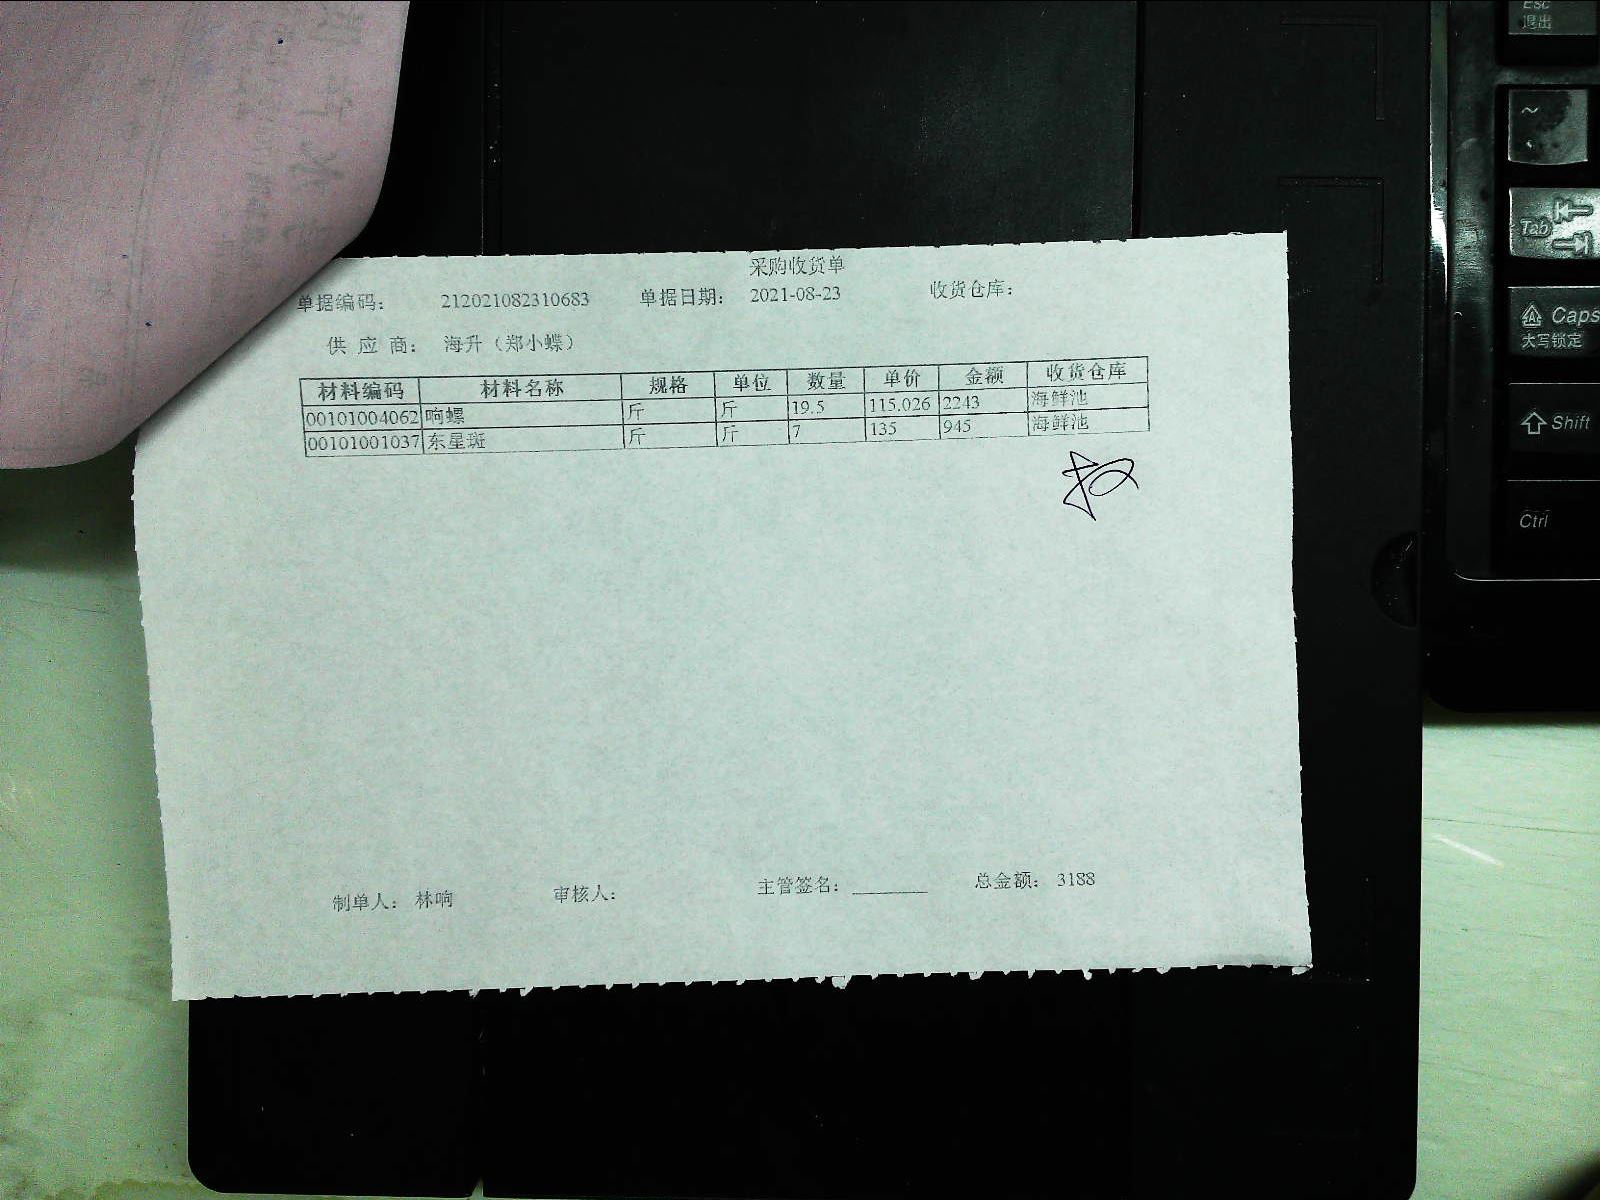 采购收货单
单据编码： 212021082310683 单据日期： 2021-08-23 收货仓库：
供 应 商： 海升（郑小蝶）
材料编码 材料名称 规格 单位 数量 单价 金额 收货仓库
00101004062 响螺 斤 斤 19.5 115.026 2243 海鲜池
00101001037 东星斑 斤 斤 7 135 945 海鲜池
制单人： 林响 审核人： 主管签名： 总金额： 3188
Esc
退出
~
Tab
Caps
大写锁定
Shift
Ctrl